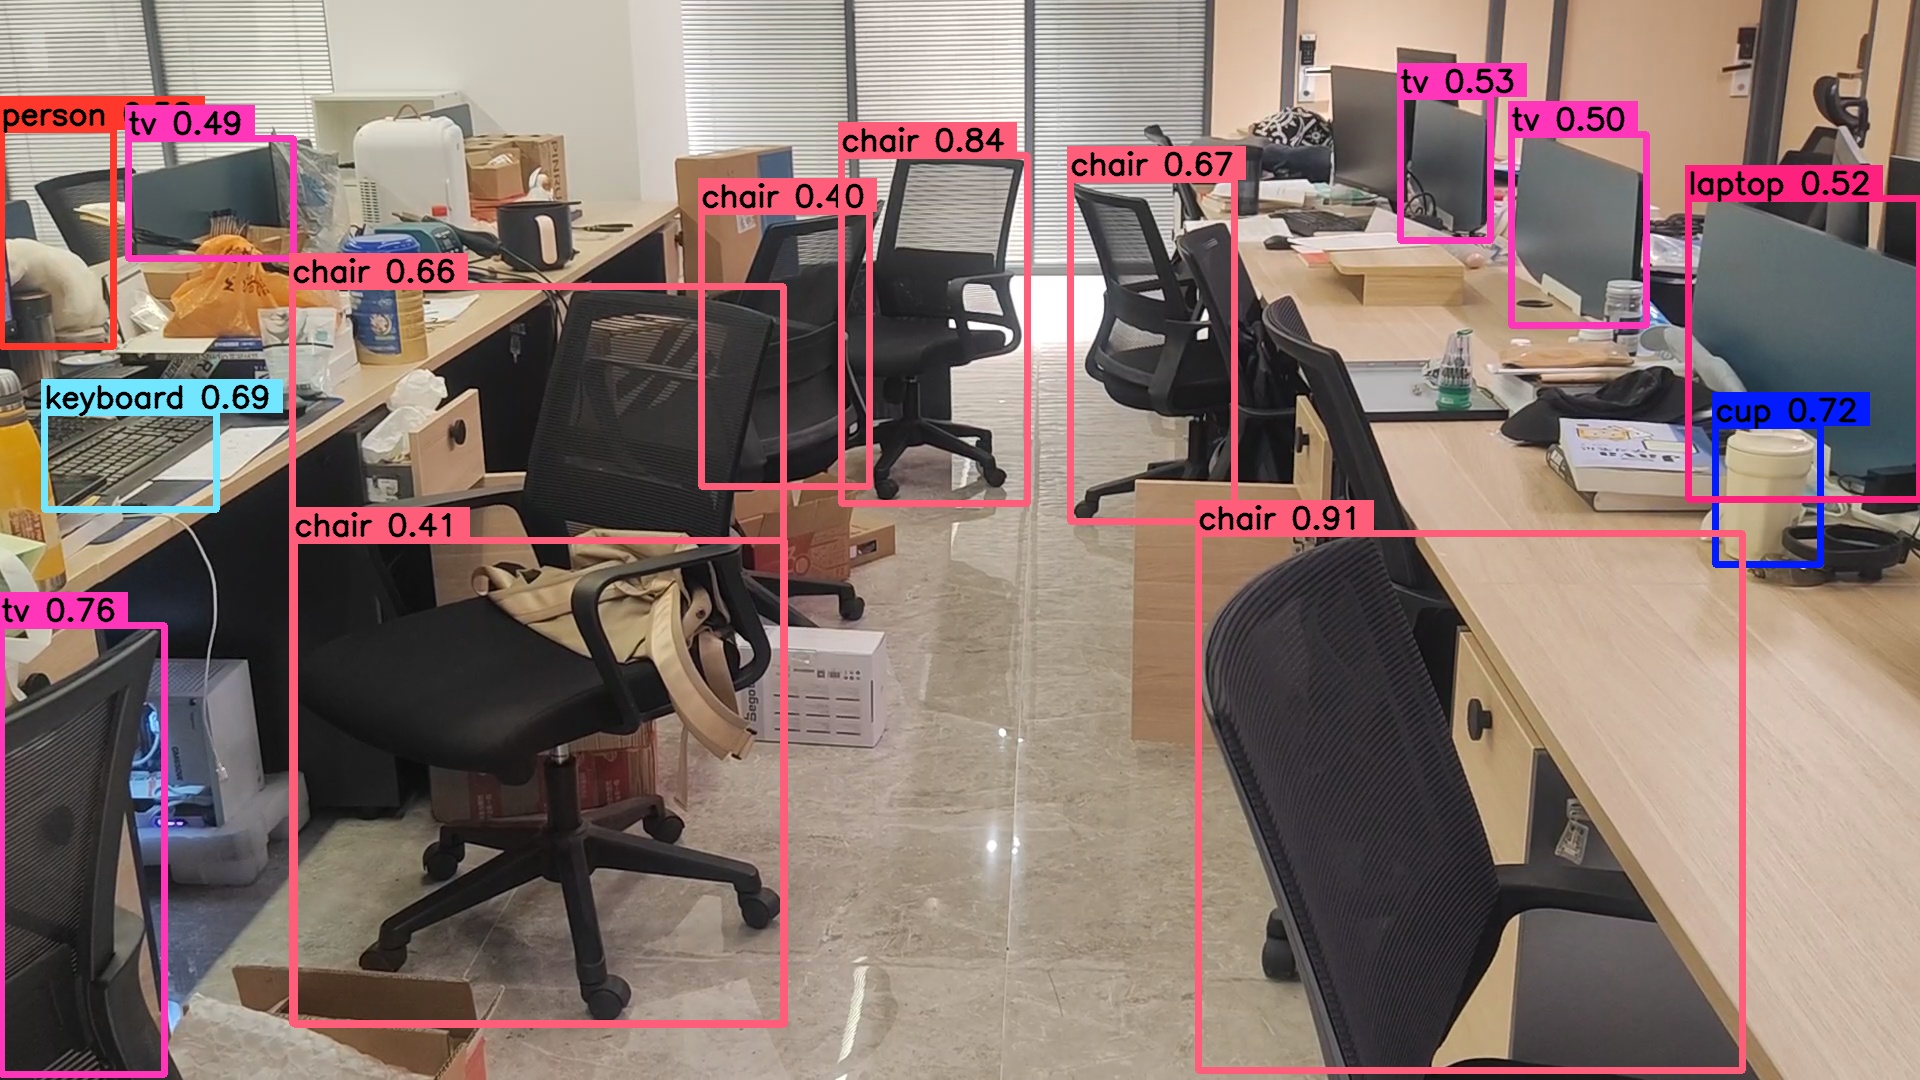 person
tv 0.49
tv 0.53
tv 0.50
chair 0.84
chair 0.67
chair 0.40
laptop 0.52
chair 0.66
keyboard 0.69
cup 0.72
chair 0.41
chair 0.91
tv 0.76